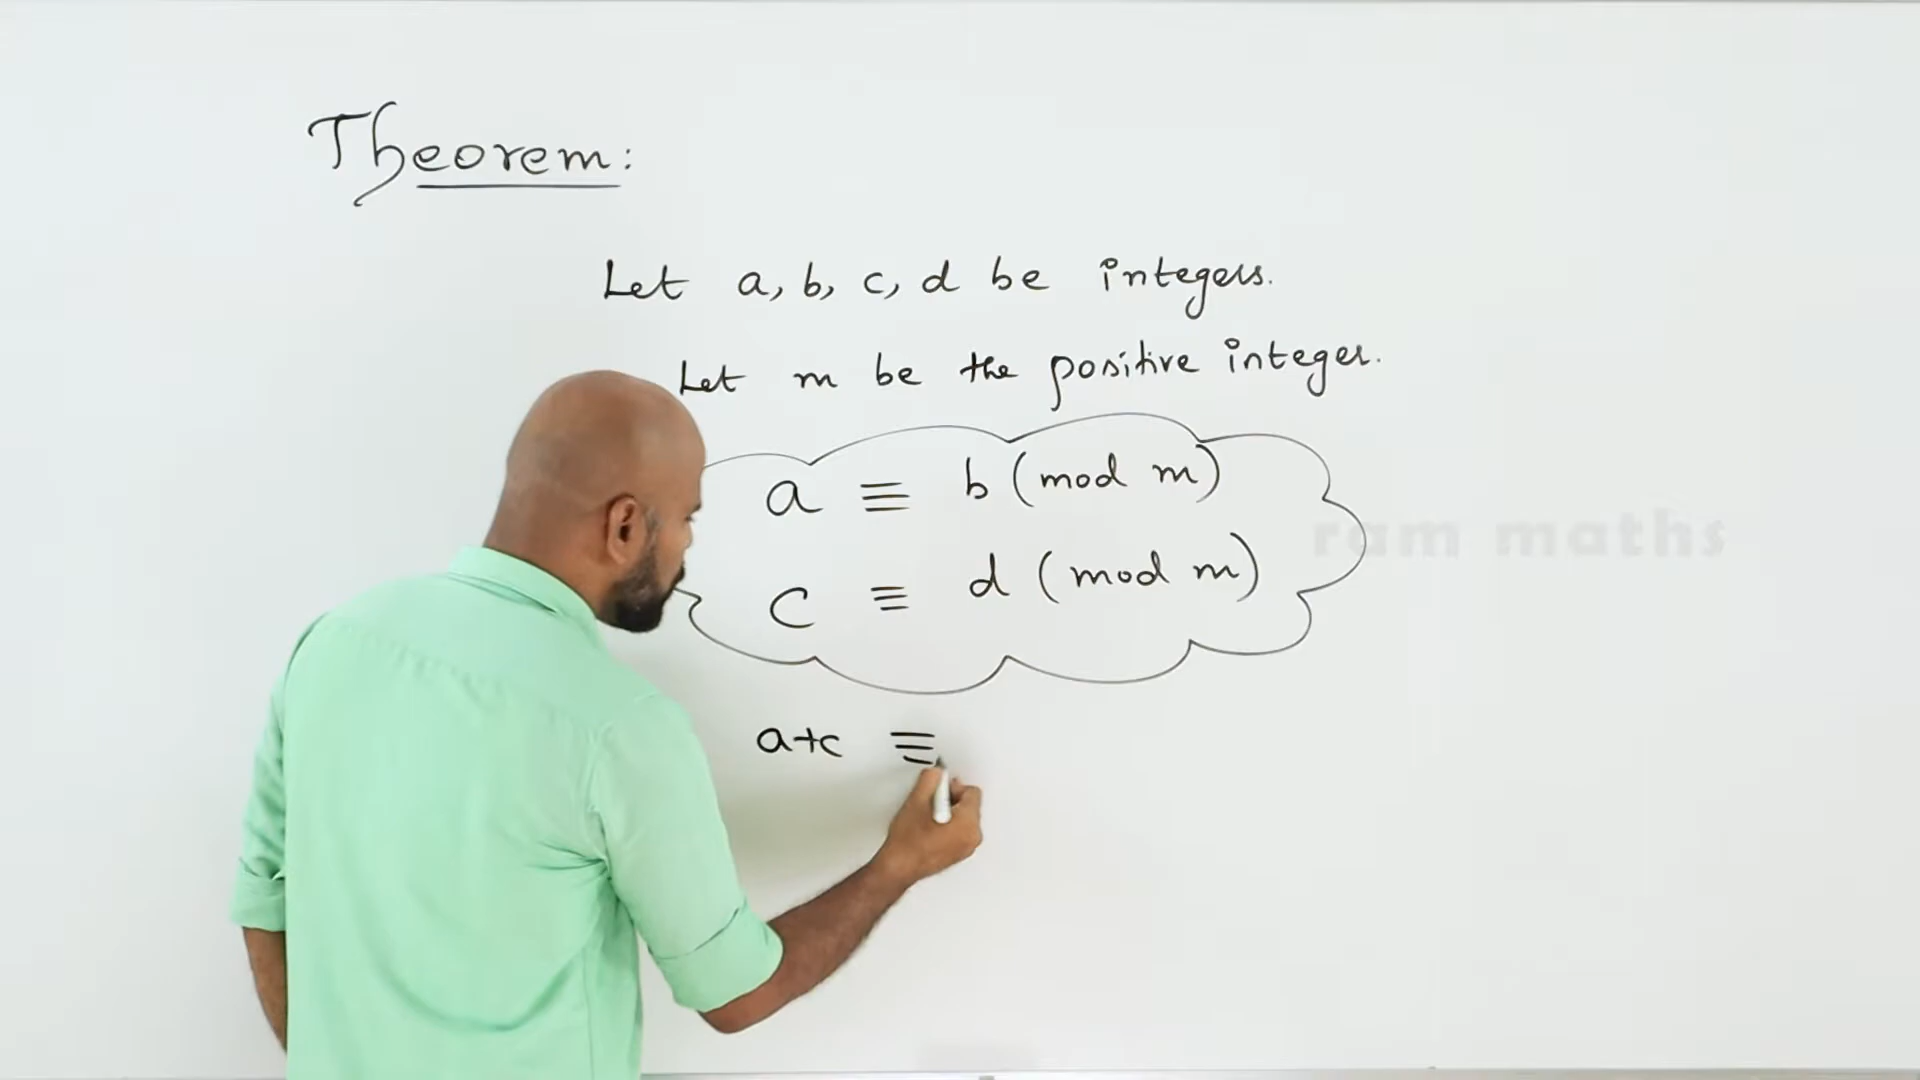 Theorem:
Let a, b, c, d be integers.
Let m be the positive integer.
a ≡ b (mod m)
c ≡ d (mod m)
ram maths
a+c ≡